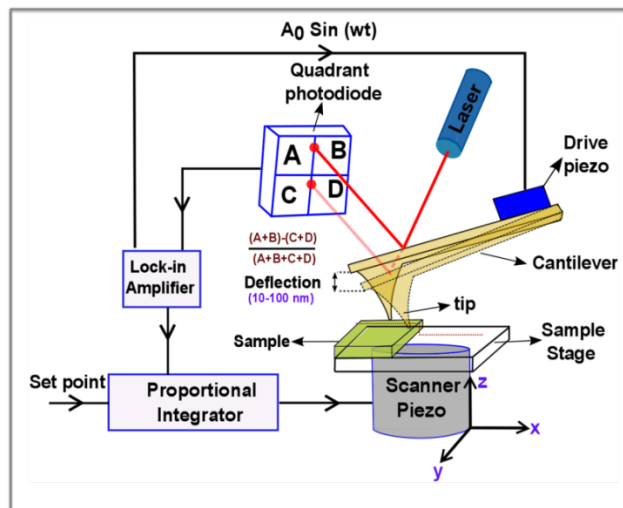 A0 Sin (wt)
Quadrant
photodiode
Laser
A B
C D
Drive
piezo
(A+B)-(C+D)
(A+B+C+D)
Lock-in
Amplifier
Deflection
(10-100 nm)
Cantilever
tip
Sample
Sample
Stage
Set point
Proportional
Integrator
Scanner
Piezo
z
x
y